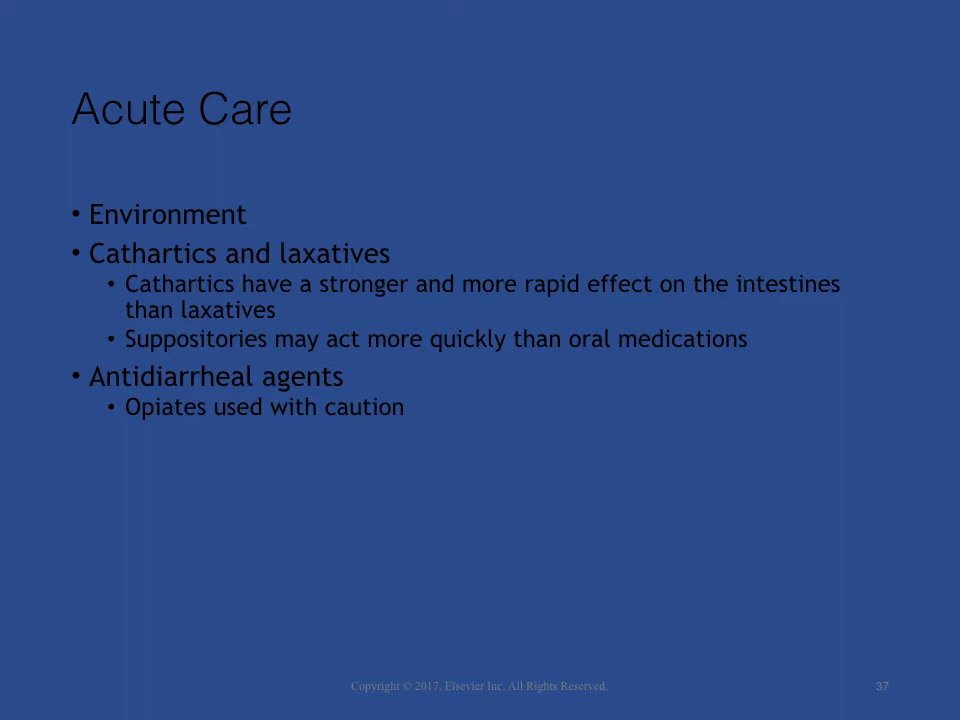 Acute Care
• Environment
• Cathartics and laxatives
• Cathartics have a stronger and more rapid effect on the intestines
than laxatives
• Suppositories may act more quickly than oral medications
• Antidiarrheal agents
• Opiates used with caution
Copyright © 2017, Elsevier Inc. All Rights Reserved.
37